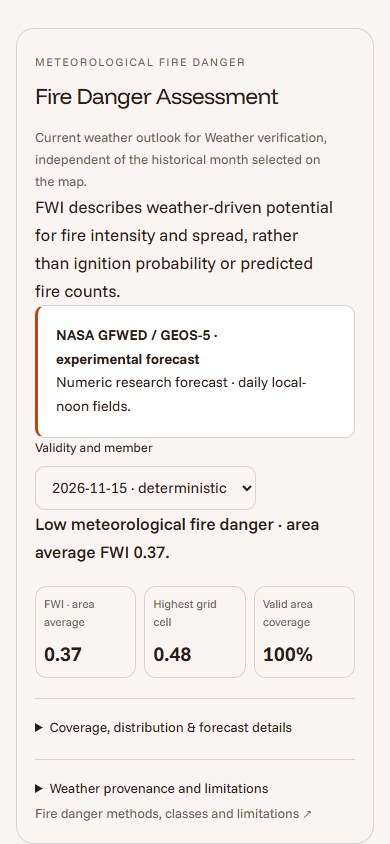 METEOROLOGICAL FIRE DANGER
Fire Danger Assessment
Current weather outlook for Weather verification,
independent of the historical month selected on
the map.
FWI describes weather-driven potential
for fire intensity and spread, rather
than ignition probability or predicted
fire counts.
NASA GFWED / GEOS-5 ·
experimental forecast
Numeric research forecast · daily local-
noon fields.
Validity and member
2026-11-15 · deterministic
Low meteorological fire danger · area
average FWI 0.37.
FWI · area
average
0.37
Highest grid
cell
0.48
Valid area
coverage
100%
Coverage, distribution & forecast details
Weather provenance and limitations
Fire danger methods, classes and limitations ↗